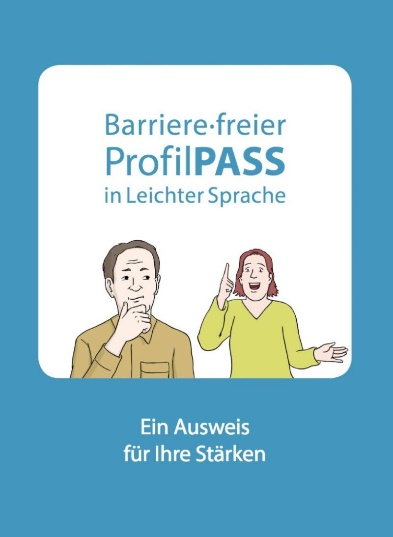 Barriere·freier
ProfilPASS
in Leichter Sprache
Ein Ausweis
für Ihre Stärken